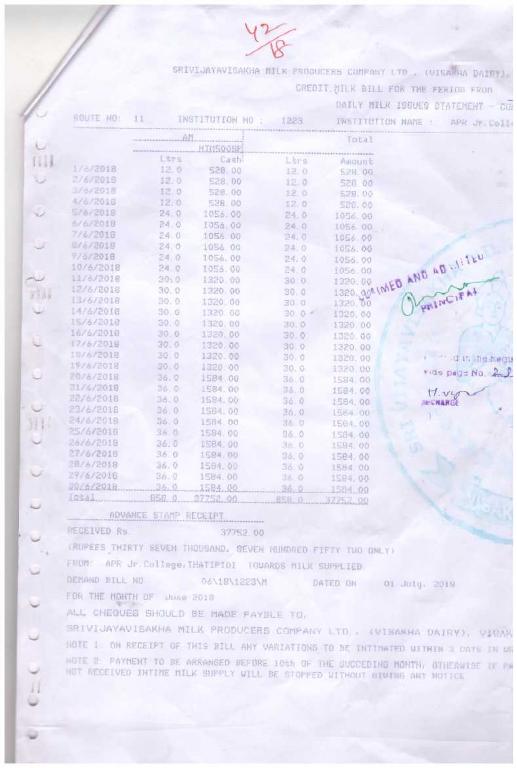 42/18
SRIVIJAYAVISAKHA MILK PRODUCERS COMPANY LTD., (VISAKHA DAIRY),
CREDIT MILK BILL FOR THE PERIOD FROM
DAILY MILK ISSUES STATEMENT -
ROUTE NO: 11 INSTITUTION NO : 1223 INSTITUTION NAME : APR Jr.Coll
AM Total
MTM500SP
Ltrs Cash Ltrs Amount
1/6/2018 12.0 528.00 12.0 528.00
2/6/2018 12.0 528.00 12.0 528.00
3/6/2018 12.0 528.00 12.0 528.00
4/6/2018 12.0 528.00 12.0 528.00
5/6/2018 24.0 1056.00 24.0 1056.00
6/6/2018 24.0 1056.00 24.0 1056.00
7/6/2018 24.0 1056.00 24.0 1056.00
8/6/2018 24.0 1056.00 24.0 1056.00
9/6/2018 24.0 1056.00 24.0 1056.00
10/6/2018 24.0 1056.00 24.0 1056.00
11/6/2018 30.0 1320.00 30.0 1320.00
12/6/2018 30.0 1320.00 30.0 1320.00
13/6/2018 30.0 1320.00 30.0 1320.00
14/6/2018 30.0 1320.00 30.0 1320.00
15/6/2018 30.0 1320.00 30.0 1320.00
16/6/2018 30.0 1320.00 30.0 1320.00
17/6/2018 30.0 1320.00 30.0 1320.00
18/6/2018 30.0 1320.00 30.0 1320.00
19/6/2018 30.0 1320.00 30.0 1320.00
20/6/2018 36.0 1584.00 36.0 1584.00
21/6/2018 36.0 1584.00 36.0 1584.00
22/6/2018 36.0 1584.00 36.0 1584.00
23/6/2018 36.0 1584.00 36.0 1584.00
24/6/2018 36.0 1584.00 36.0 1584.00
25/6/2018 36.0 1584.00 36.0 1584.00
26/6/2018 36.0 1584.00 36.0 1584.00
27/6/2018 36.0 1584.00 36.0 1584.00
28/6/2018 36.0 1584.00 36.0 1584.00
29/6/2018 36.0 1584.00 36.0 1584.00
30/6/2018 36.0 1584.00 36.0 1584.00
Total 858.0 37752.00 858.0 37752.00
CLAIMED AND ADMITTED
PRINCIPAL
in the
vide page No.
ADVANCE STAMP RECEIPT
RECEIVED Rs. 37752.00
(RUPEES THIRTY SEVEN THOUSAND, SEVEN HUNDRED FIFTY TWO ONLY)
FROM: APR Jr.College,THATIPIDI TOWARDS MILK SUPPLIED
DEMAND BILL NO 06\18\1223\M DATED ON 01 July, 2018
FOR THE MONTH OF June 2018
ALL CHEQUES SHOULD BE MADE PAYBLE TO,
SRIVIJAYAVISAKHA MILK PRODUCERS COMPANY LTD., (VISAKHA DAIRY),
NOTE 1: ON RECEIPT OF THIS BILL ANY VARIATIONS TO BE INTIMATED WITHIN 3 DAYS IN
NOTE 2: PAYMENT TO BE ARRANGED BEFORE 10th OF THE SUCCEDING MONTH, OTHERWISE IF
NOT RECEIVED INTIME MILK SUPPLY WILL BE STOPPED WITHOUT GIVING ANY NOTICE